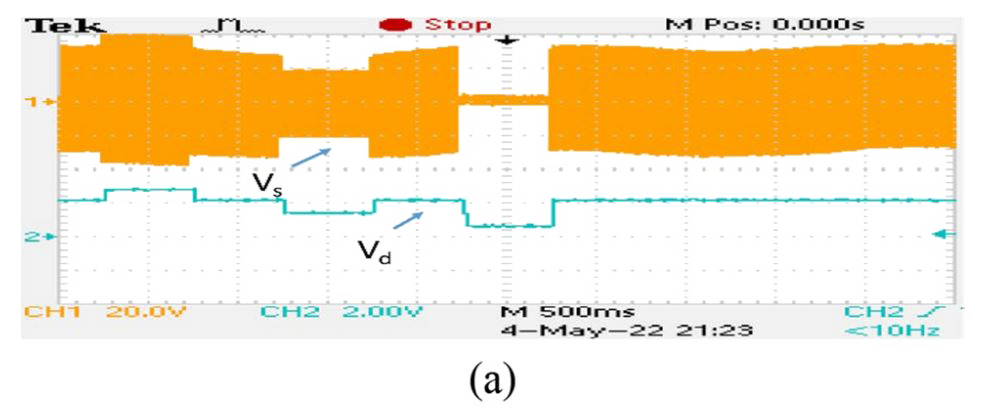 Tek Stop M Pos: 0.000s
1
Vs
2
Vd
CH1 20.0V CH2 2.00V M 500ms CH2
4-May-22 21:23 <10Hz
(a)